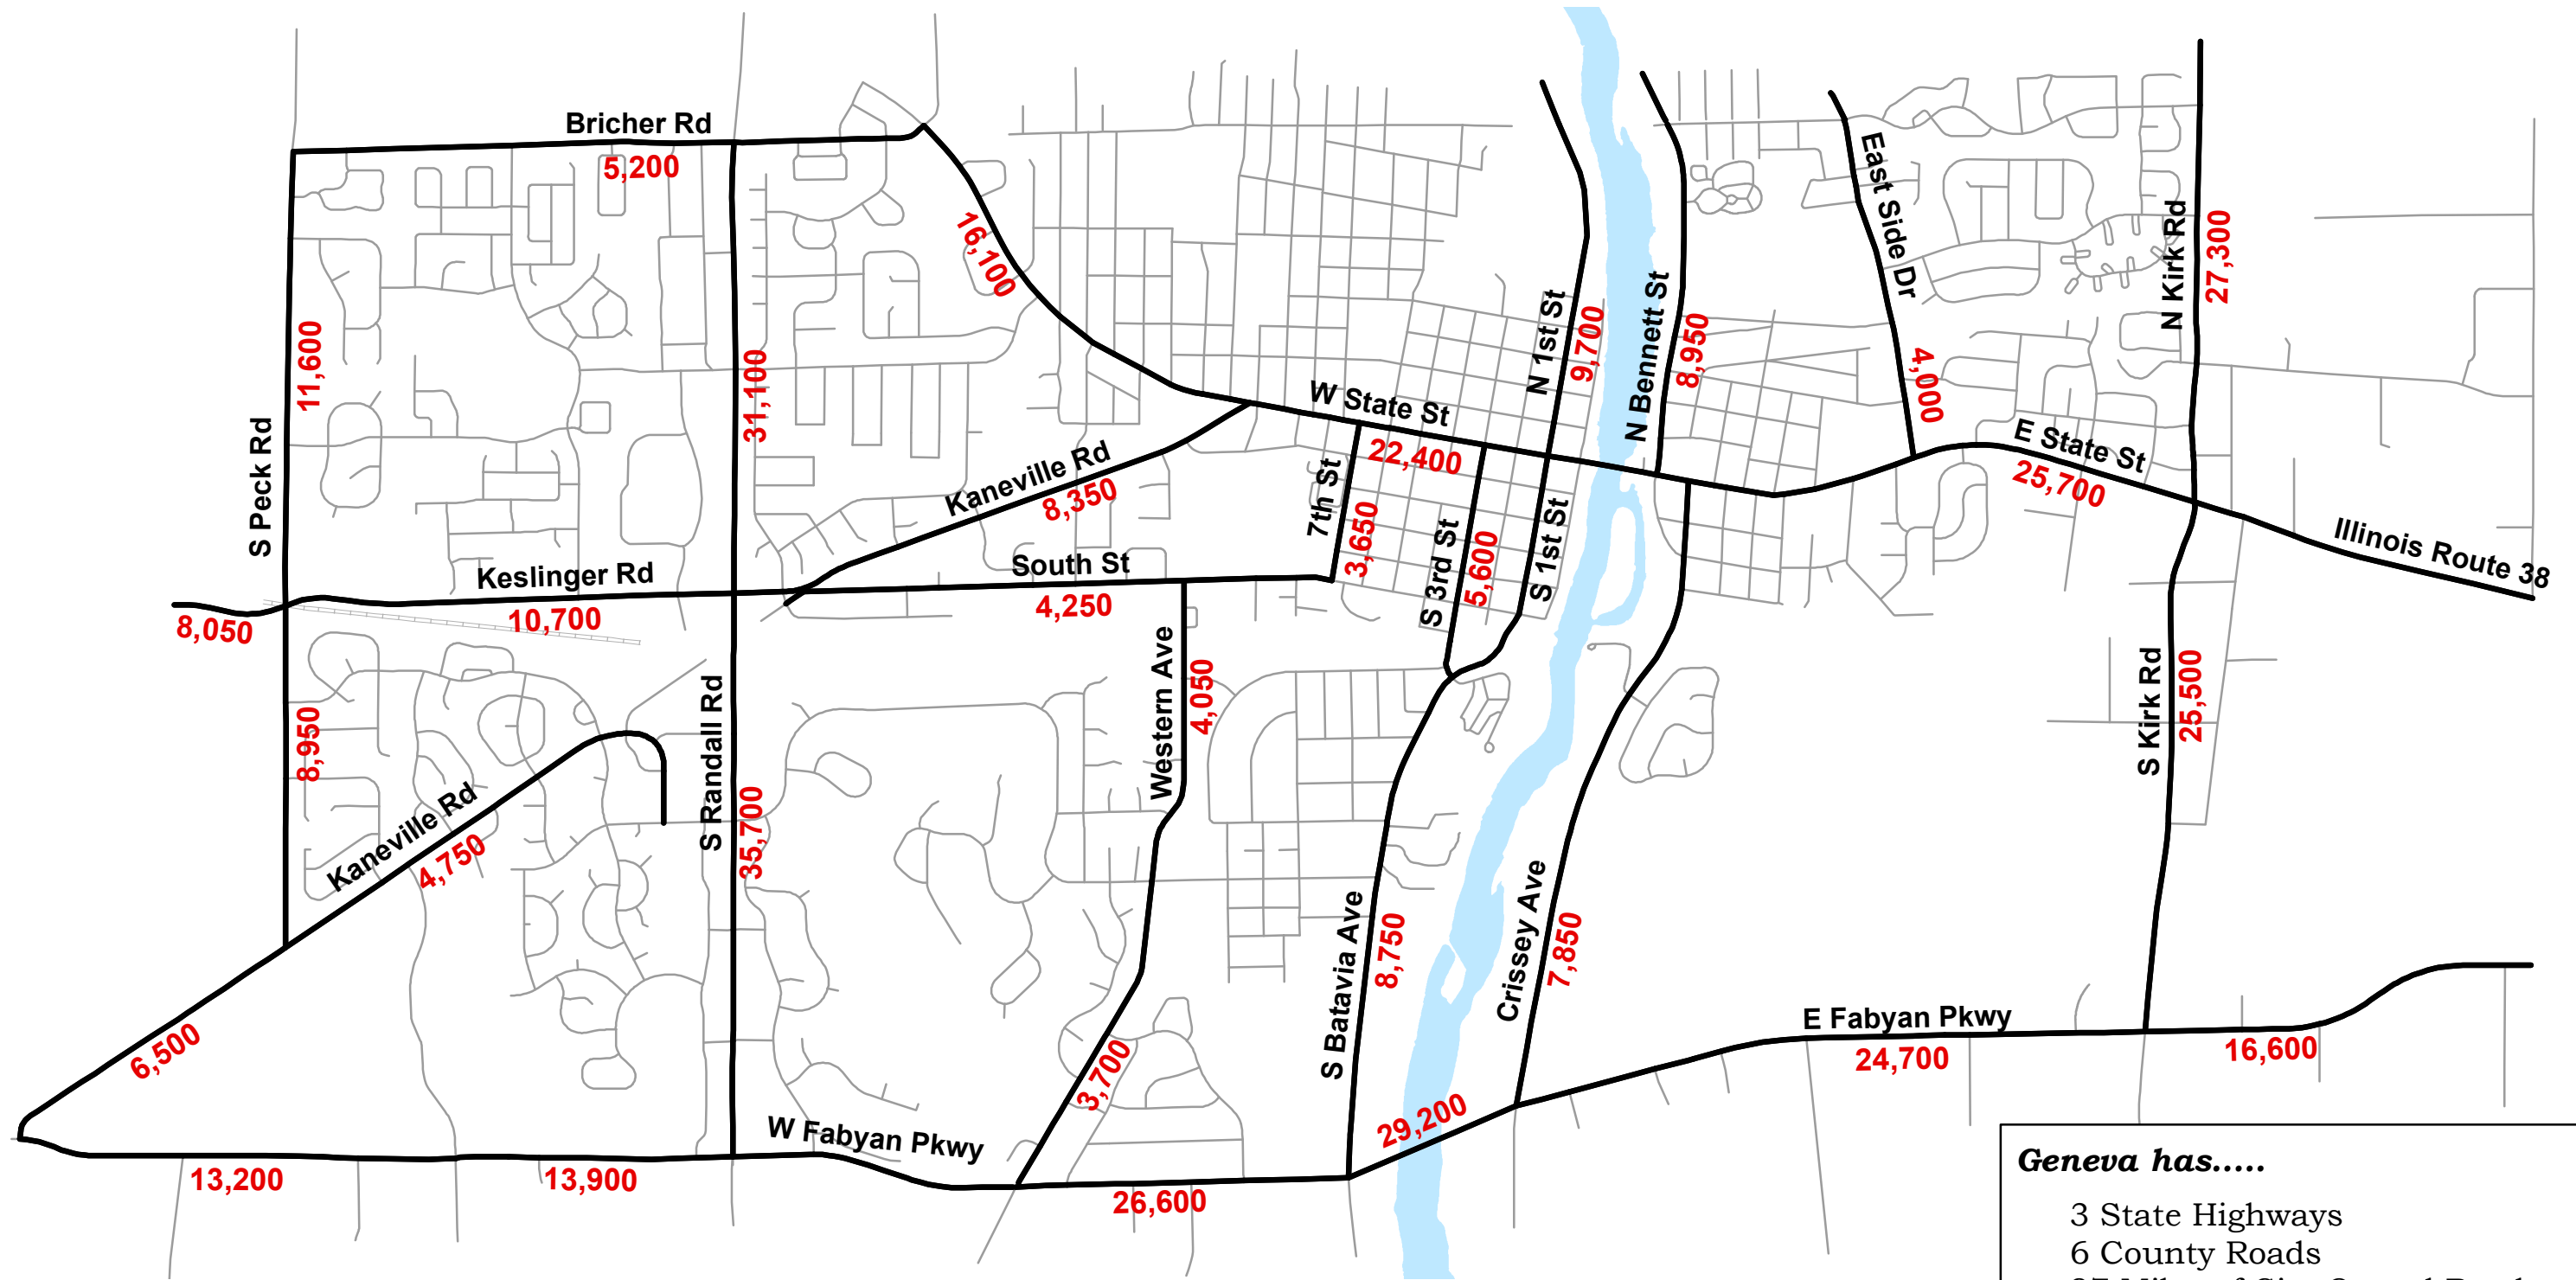 Bricher Rd
5,200
16,100
East Side Dr
N Kirk Rd
27,300
11,600
31,100
N 1st St
9,700
N Bennett St
8,950
4,000
S Peck Rd
W State St
22,400
E State St
25,700
Kaneville Rd
8,350
7th St
3,650
S 3rd St
5,600
S 1st St
Illinois Route 38
Keslinger Rd
10,700
South St
4,250
8,050
Western Ave
4,050
S Kirk Rd
25,500
8,950
S Randall Rd
35,700
Kaneville Rd
4,750
S Batavia Ave
8,750
Crissey Ave
7,850
6,500
3,700
E Fabyan Pkwy
24,700
16,600
W Fabyan Pkwy
29,200
13,200
13,900
26,600
Geneva has.....
3 State Highways
6 County Roads